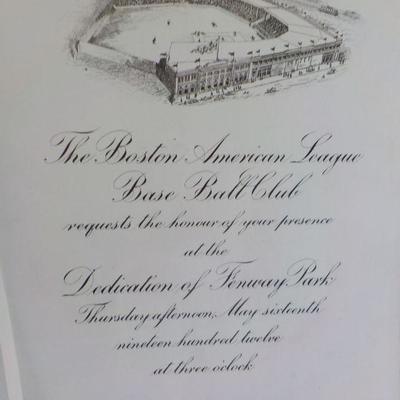 The Boston American League
Base Ball Club
requests the honour of your presence
at the
Dedication of Fenway Park
Thursday afternoon, May sixteenth
nineteen hundred twelve
at three o'clock